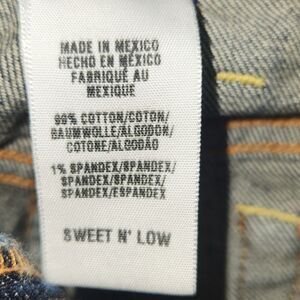 MADE IN MEXICO
HECHO EN MÉXICO
FABRIQUÉ AU
MEXIQUE
99% COTTON/COTON/
BAUMWOLLE/ALGODON/
COTONE/ALGODÃO
1% SPANDEX/SPANDEX/
SPANDEX/SPANDEX/
SPANDEX/ESPANDEX
SWEET N' LOW